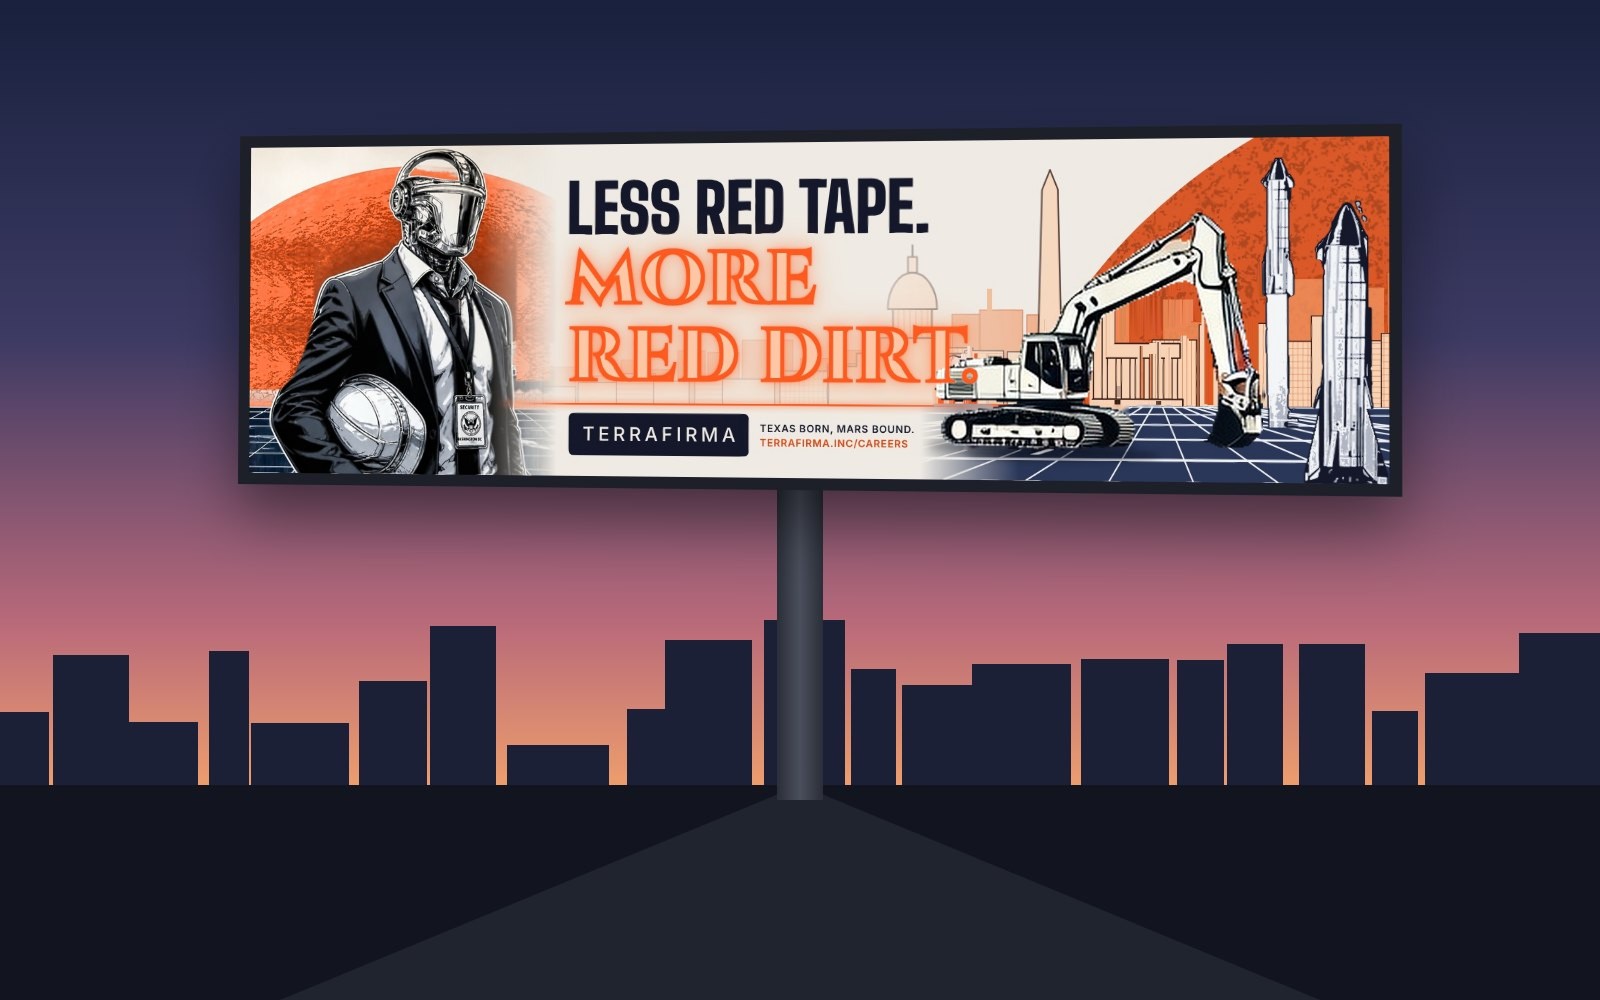 LESS RED TAPE.
MORE
RED DIRT.
TERRAFIRMA
TEXAS BORN, MARS BOUND.
TERRAFIRMA.INC/CAREERS
SECURITY